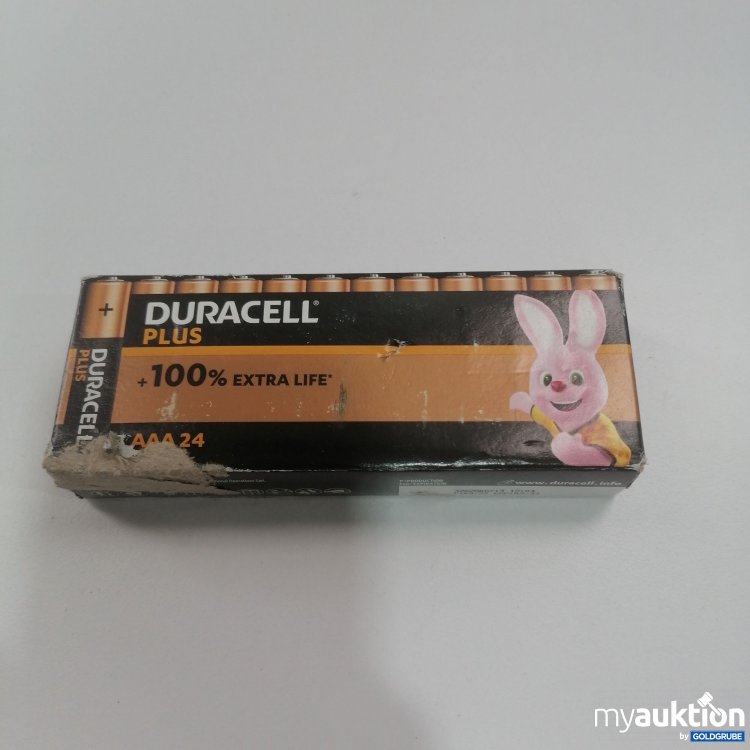 DURACELL®
PLUS
+100% EXTRA LIFE*
AAA 24
+
DURACELL
PLUS
www.duracell.info
myauktion
by GOLDGRUBE